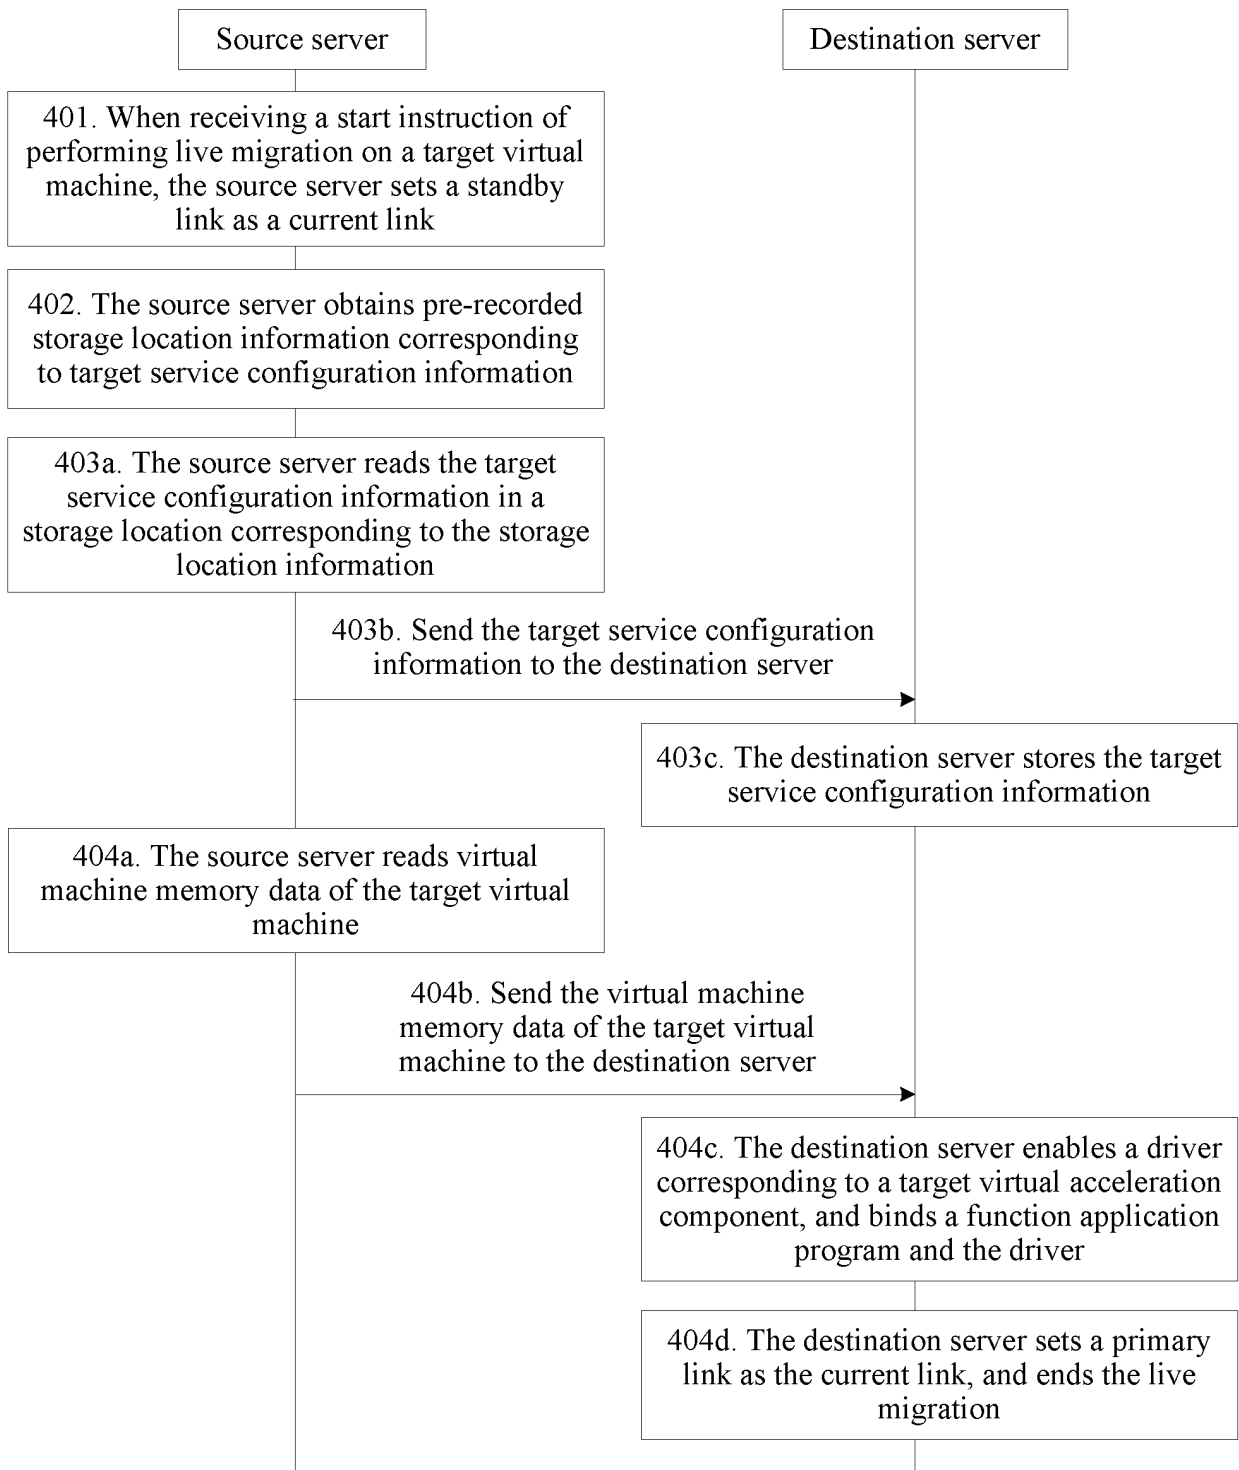 Source server
Destination server
401. When receiving a start instruction of
performing live migration on a target virtual
machine, the source server sets a standby
link as a current link
402. The source server obtains pre-recorded
storage location information corresponding
to target service configuration information
403a. The source server reads the target
service configuration information in a
storage location corresponding to the storage
location information
403b. Send the target service configuration
information to the destination server
403c. The destination server stores the target
service configuration information
404a. The source server reads virtual
machine memory data of the target virtual
machine
404b. Send the virtual machine
memory data of the target virtual
machine to the destination server
404c. The destination server enables a driver
corresponding to a target virtual acceleration
component, and binds a function application
program and the driver
404d. The destination server sets a primary
link as the current link, and ends the live
migration